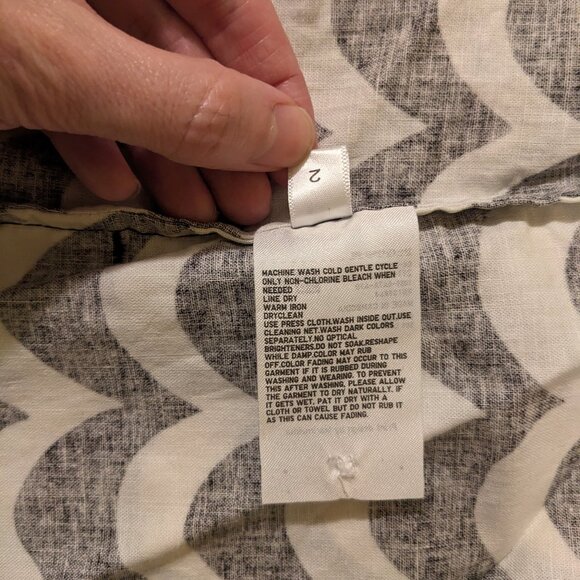 2
MACHINE WASH COLD GENTLE CYCLE
ONLY NON-CHLORINE BLEACH WHEN
NEEDED
LINE DRY
WARM IRON
DRYCLEAN
USE PRESS CLOTH.WASH INSIDE OUT.USE
CLEANING NET.WASH DARK COLORS
SEPARATELY.NO OPTICAL
BRIGHTENERS.DO NOT SOAK.RESHAPE
WHILE DAMP.COLOR MAY RUB
OFF.COLOR FADING MAY OCCUR TO THIS
GARMENT IF IT IS RUBBED DURING
WASHING AND WEARING. TO PREVENT
THIS AFTER WASHING, PLEASE ALLOW
THE GARMENT TO DRY NATURALLY. IF
IT GETS WET, PAT IT DRY WITH A
CLOTH OR TOWEL BUT DO NOT RUB IT
AS THIS CAN CAUSE FADING.